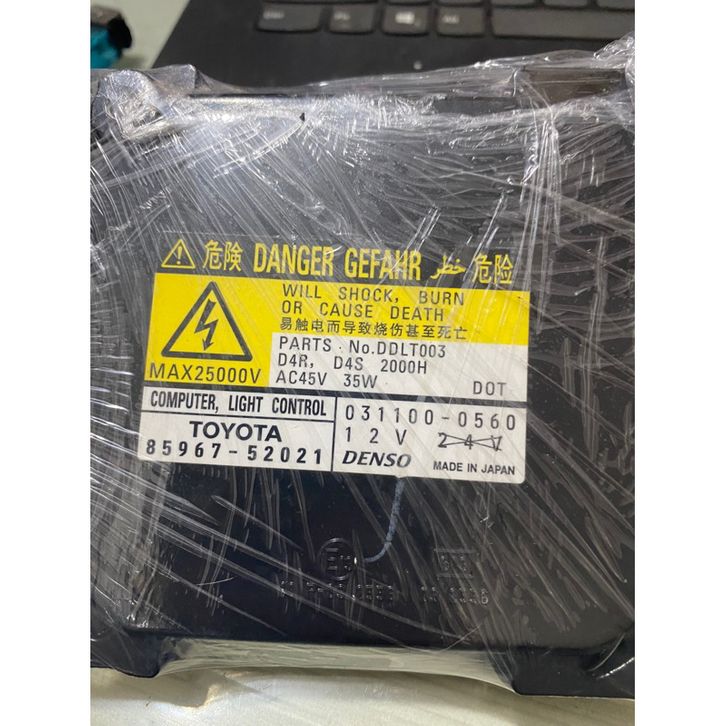 危険 DANGER GEFAHR خطر 危险
WILL SHOCK, BURN
OR CAUSE DEATH
易触电而导致烧伤甚至死亡
MAX25000V
PARTS No.DDLT003
D4R, D4S 2000H
AC45V 35W DOT
COMPUTER, LIGHT CONTROL
TOYOTA
85967-52021
031100-0560
12V 24V
DENSO MADE IN JAPAN